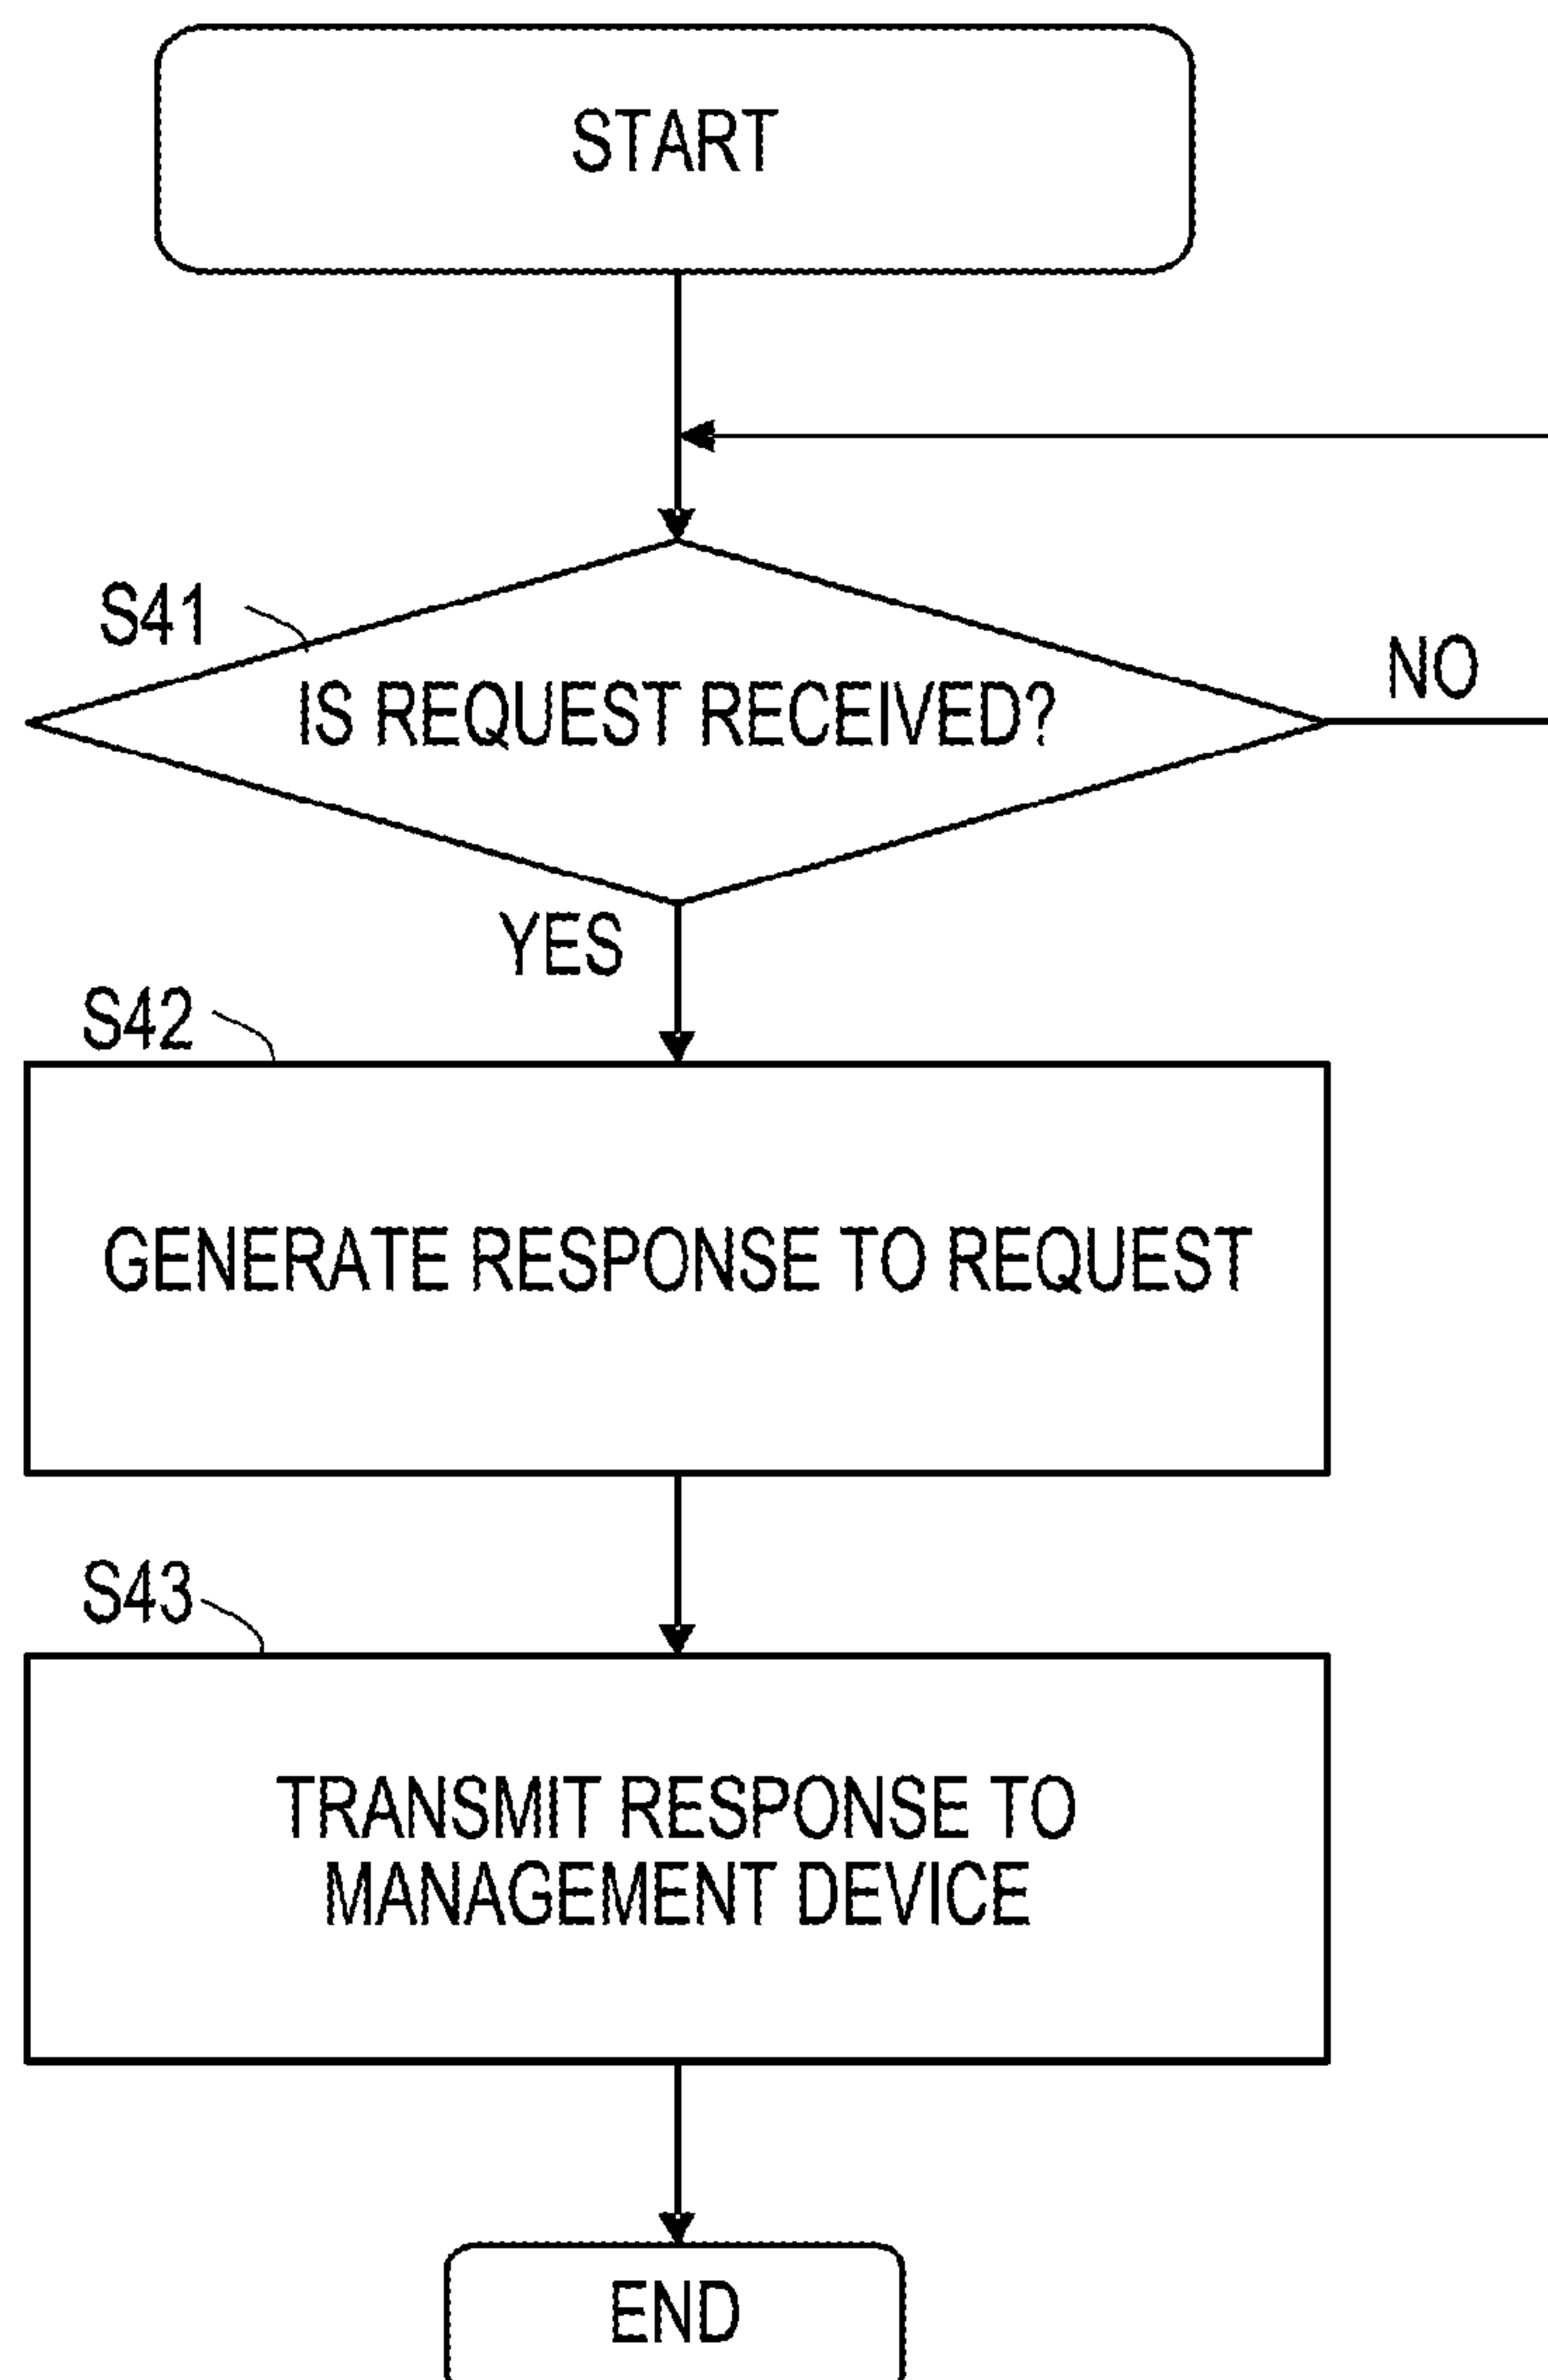 START
S41
IS REQUEST RECEIVED?
NO
YES
S42
GENERATE RESPONSE TO REQUEST
S43
TRANSMIT RESPONSE TO
MANAGEMENT DEVICE
END